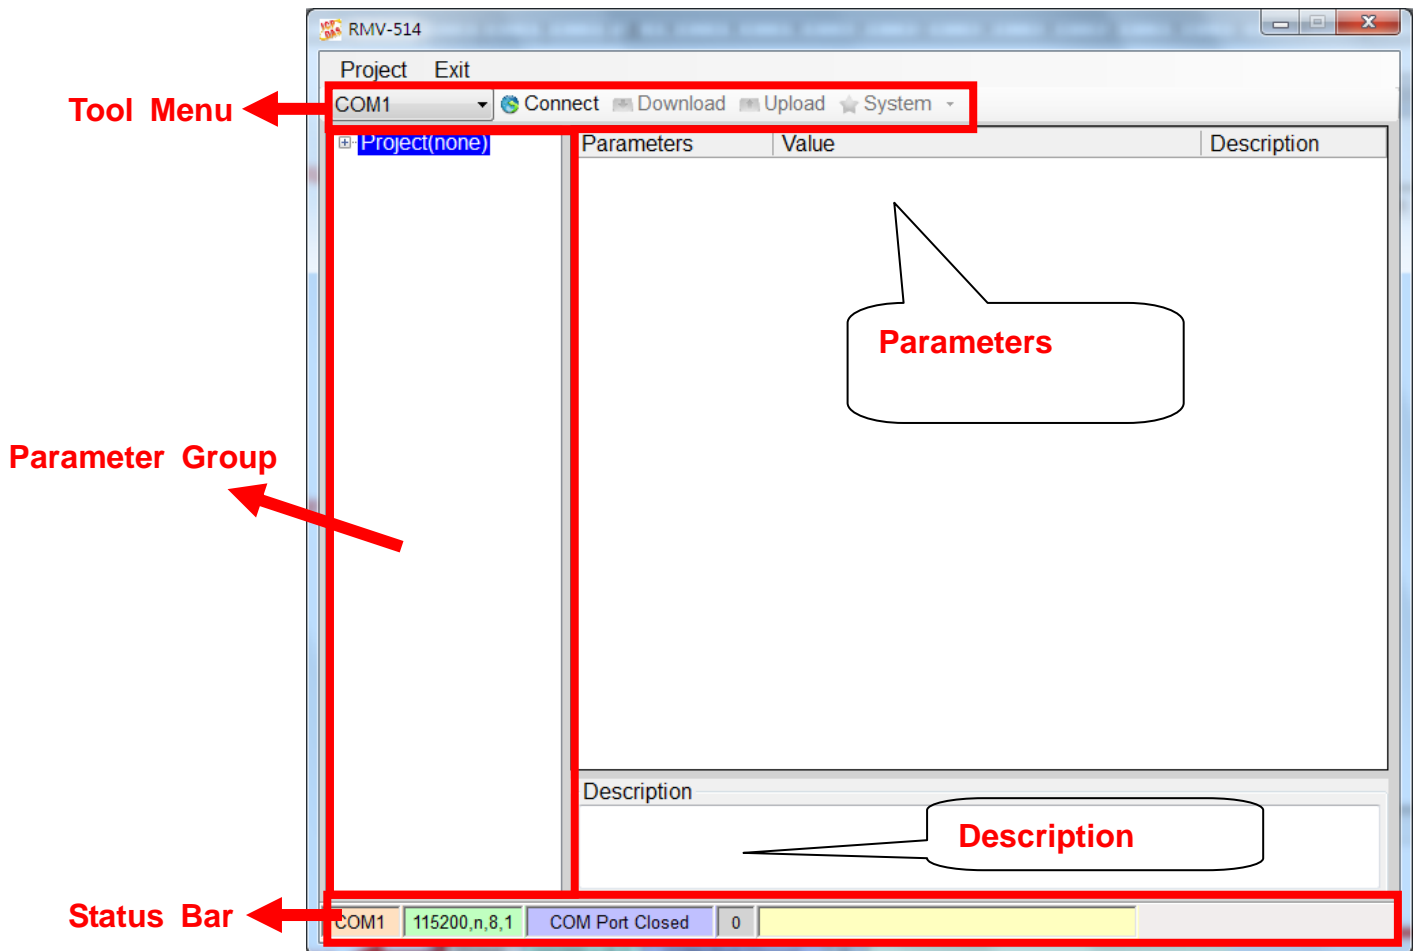 RMV-514
Project Exit
Tool Menu
COM1 Connect Download Upload System
Project(none)
Parameters Value Description
Parameters
Parameter Group
Description
Description
Status Bar
COM1 115200,n,8,1 COM Port Closed 0